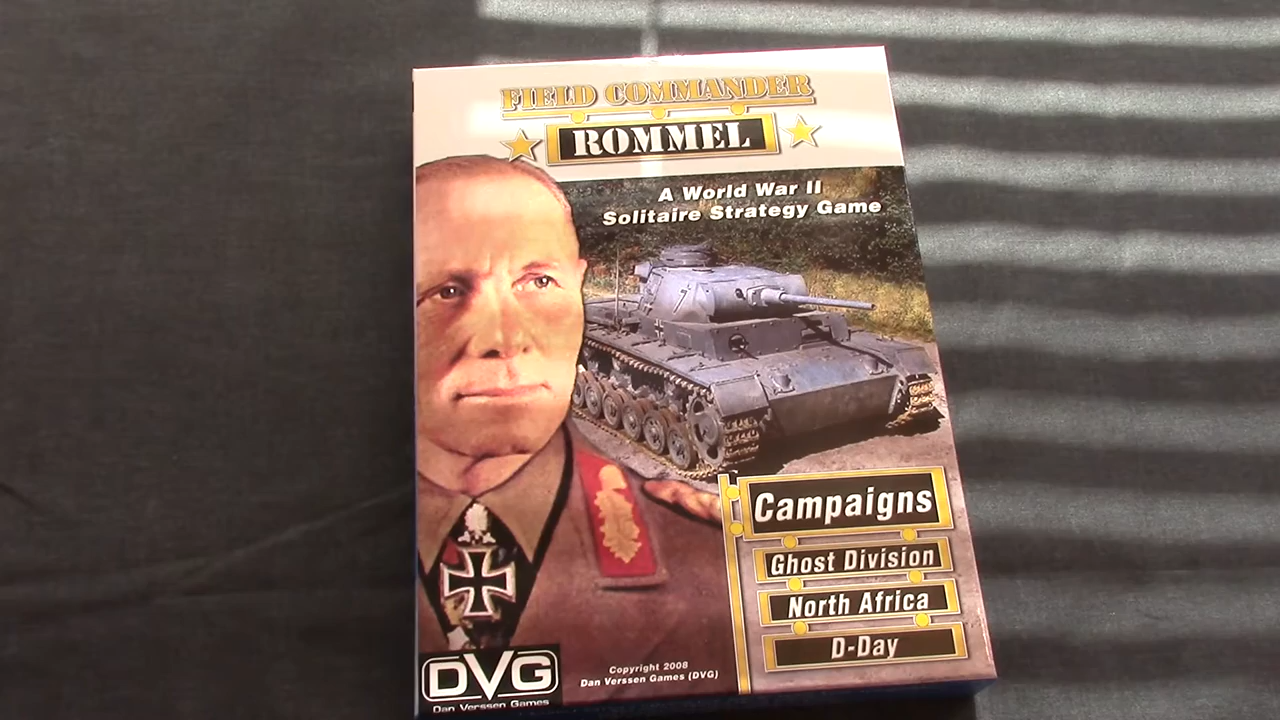 FIELD COMMANDER
ROMMEL
A World War II
Solitaire Strategy Game
7
Campaigns
Ghost Division
North Africa
D-Day
Copyright 2008
Dan Verssen Games (DVG)
DVG
Dan Verssen Games